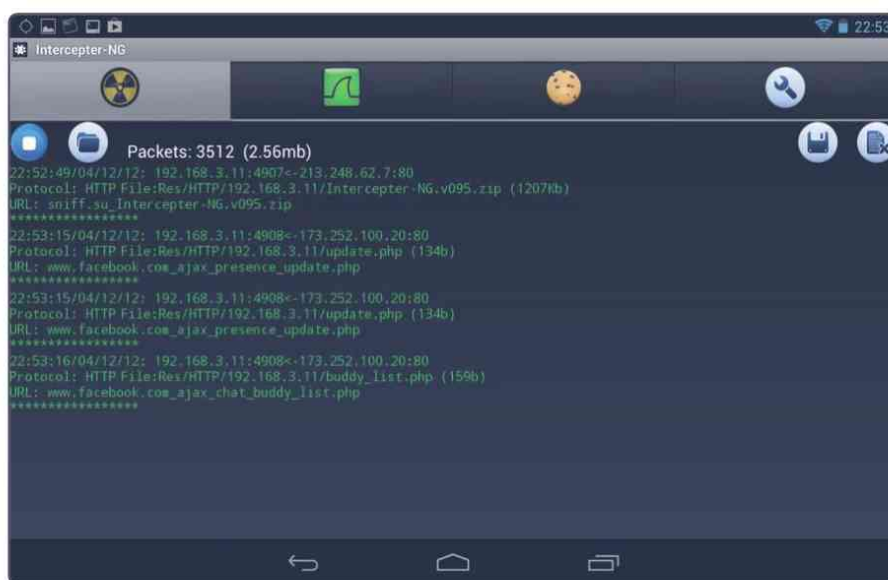 22:53
Intercepter-NG
Packets: 3512 (2.56mb)
22:52:49/04/12/12: 192.168.3.11:4907<-213.248.62.7:80
Protocol: HTTP File:Res/HTTP/192.168.3.11/Intercepter-NG.v095.zip (1207Kb)
URL: sniff.su_Intercepter-NG.v095.zip
*****************
22:53:15/04/12/12: 192.168.3.11:4908<-173.252.100.20:80
Protocol: HTTP File:Res/HTTP/192.168.3.11/update.php (134b)
URL: www.facebook.com_ajax_presence_update.php
*****************
22:53:15/04/12/12: 192.168.3.11:4908<-173.252.100.20:80
Protocol: HTTP File:Res/HTTP/192.168.3.11/update.php (134b)
URL: www.facebook.com_ajax_presence_update.php
*****************
22:53:16/04/12/12: 192.168.3.11:4908<-173.252.100.20:80
Protocol: HTTP File:Res/HTTP/192.168.3.11/buddy_list.php (159b)
URL: www.facebook.com_ajax_chat_buddy_list.php
*****************